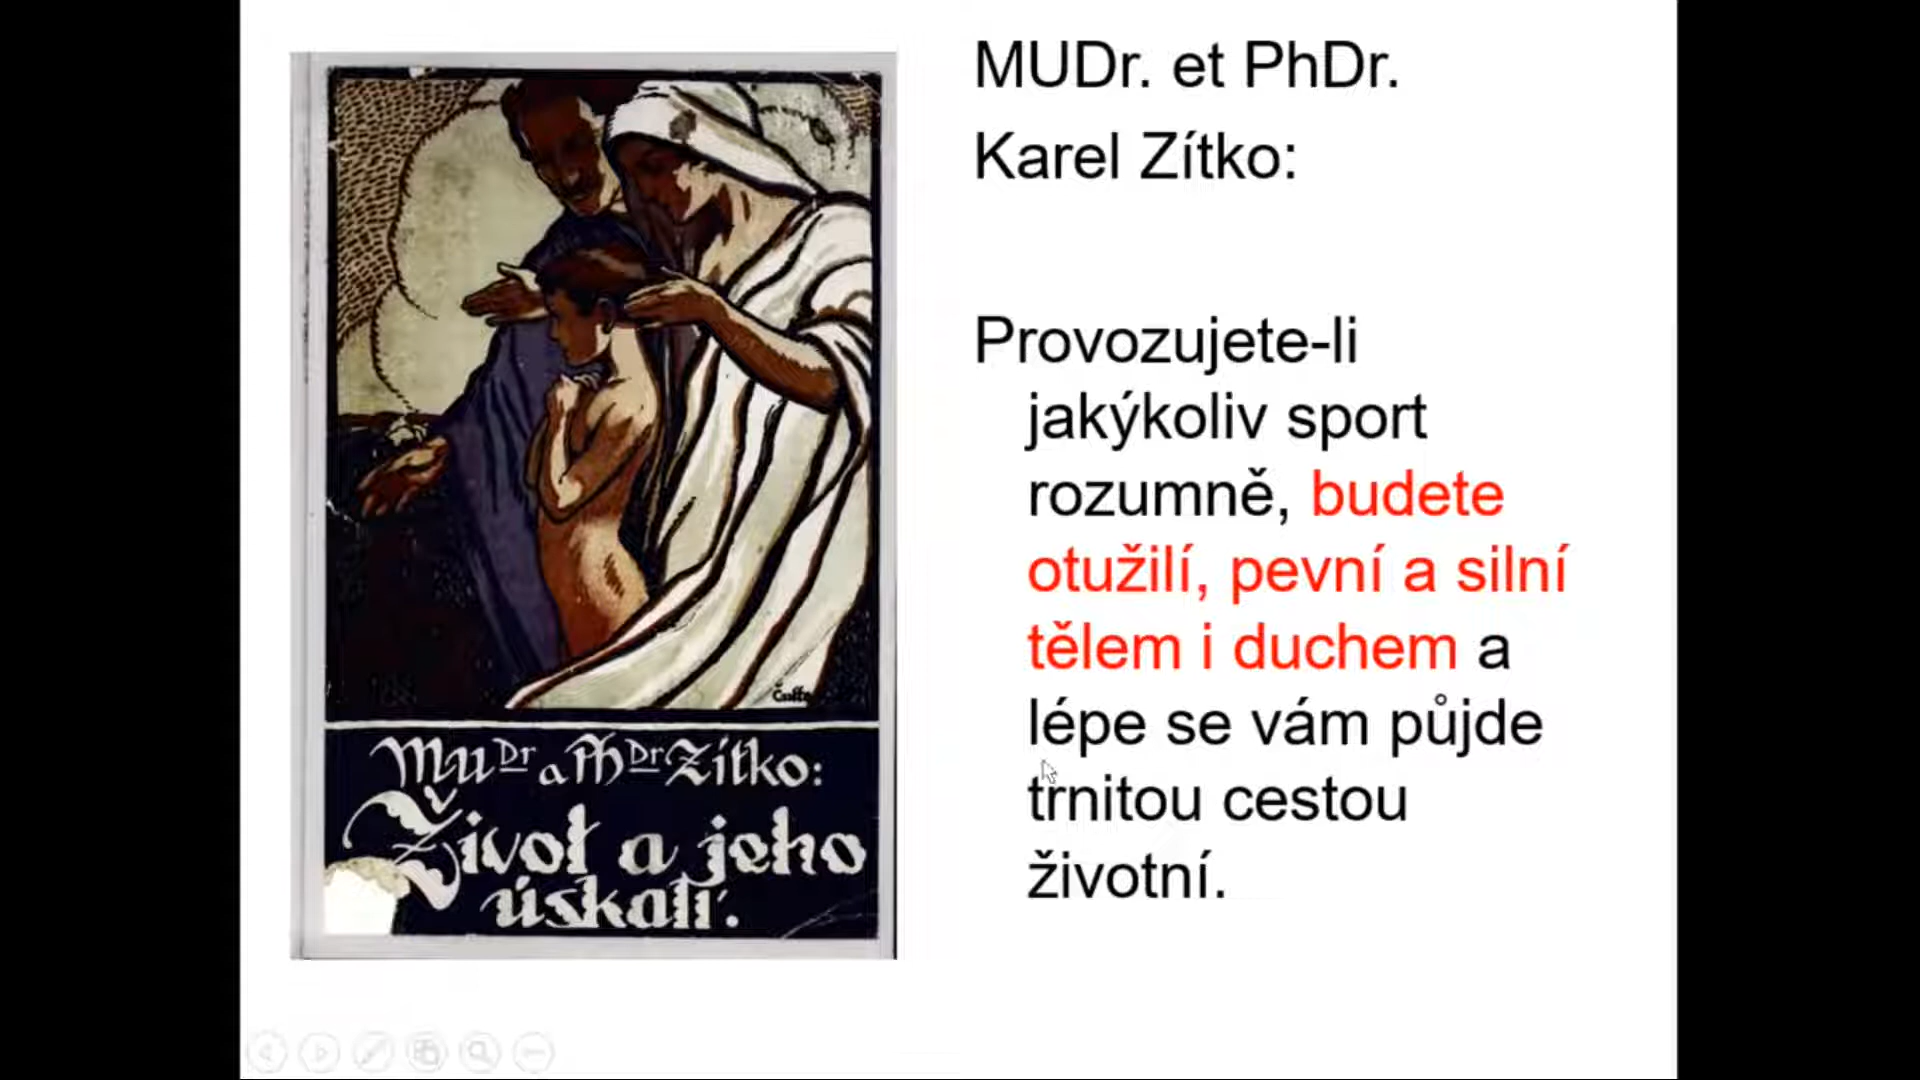 MUDr. et PhDr.
Karel Zítko:
Provozujete-li
jakýkoliv sport
rozumně, budete
otužilí, pevní a silní
tělem i duchem a
lépe se vám půjde
trnitou cestou
životní.
MUDr a PhDr Zítko:
Život a jeho
úskalí.